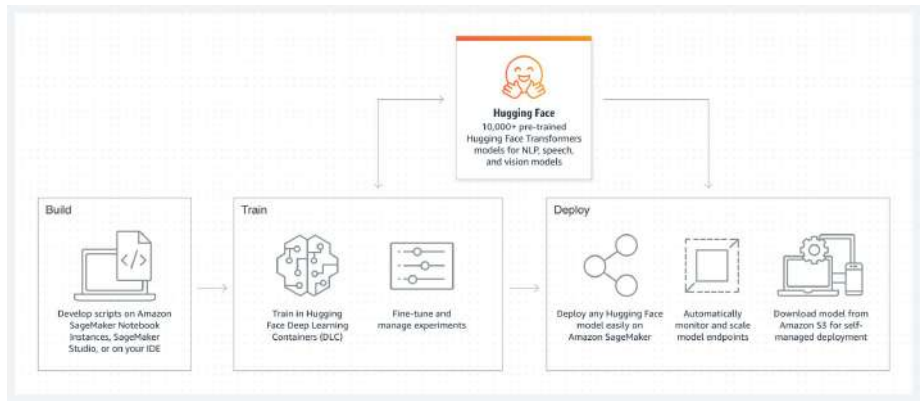 Hugging Face
10,000+ pre-trained
Hugging Face Transformers
models for NLP, speech,
and vision models
Build
</>
Develop scripts on Amazon
SageMaker Notebook
Instances, SageMaker
Studio, or on your IDE
Train
Train in Hugging
Face Deep Learning
Containers (DLC)
Fine-tune and
manage experiments
Deploy
Deploy any Hugging Face
model easily on
Amazon SageMaker
Automatically
monitor and scale
model endpoints
Download model from
Amazon S3 for self-
managed deployment